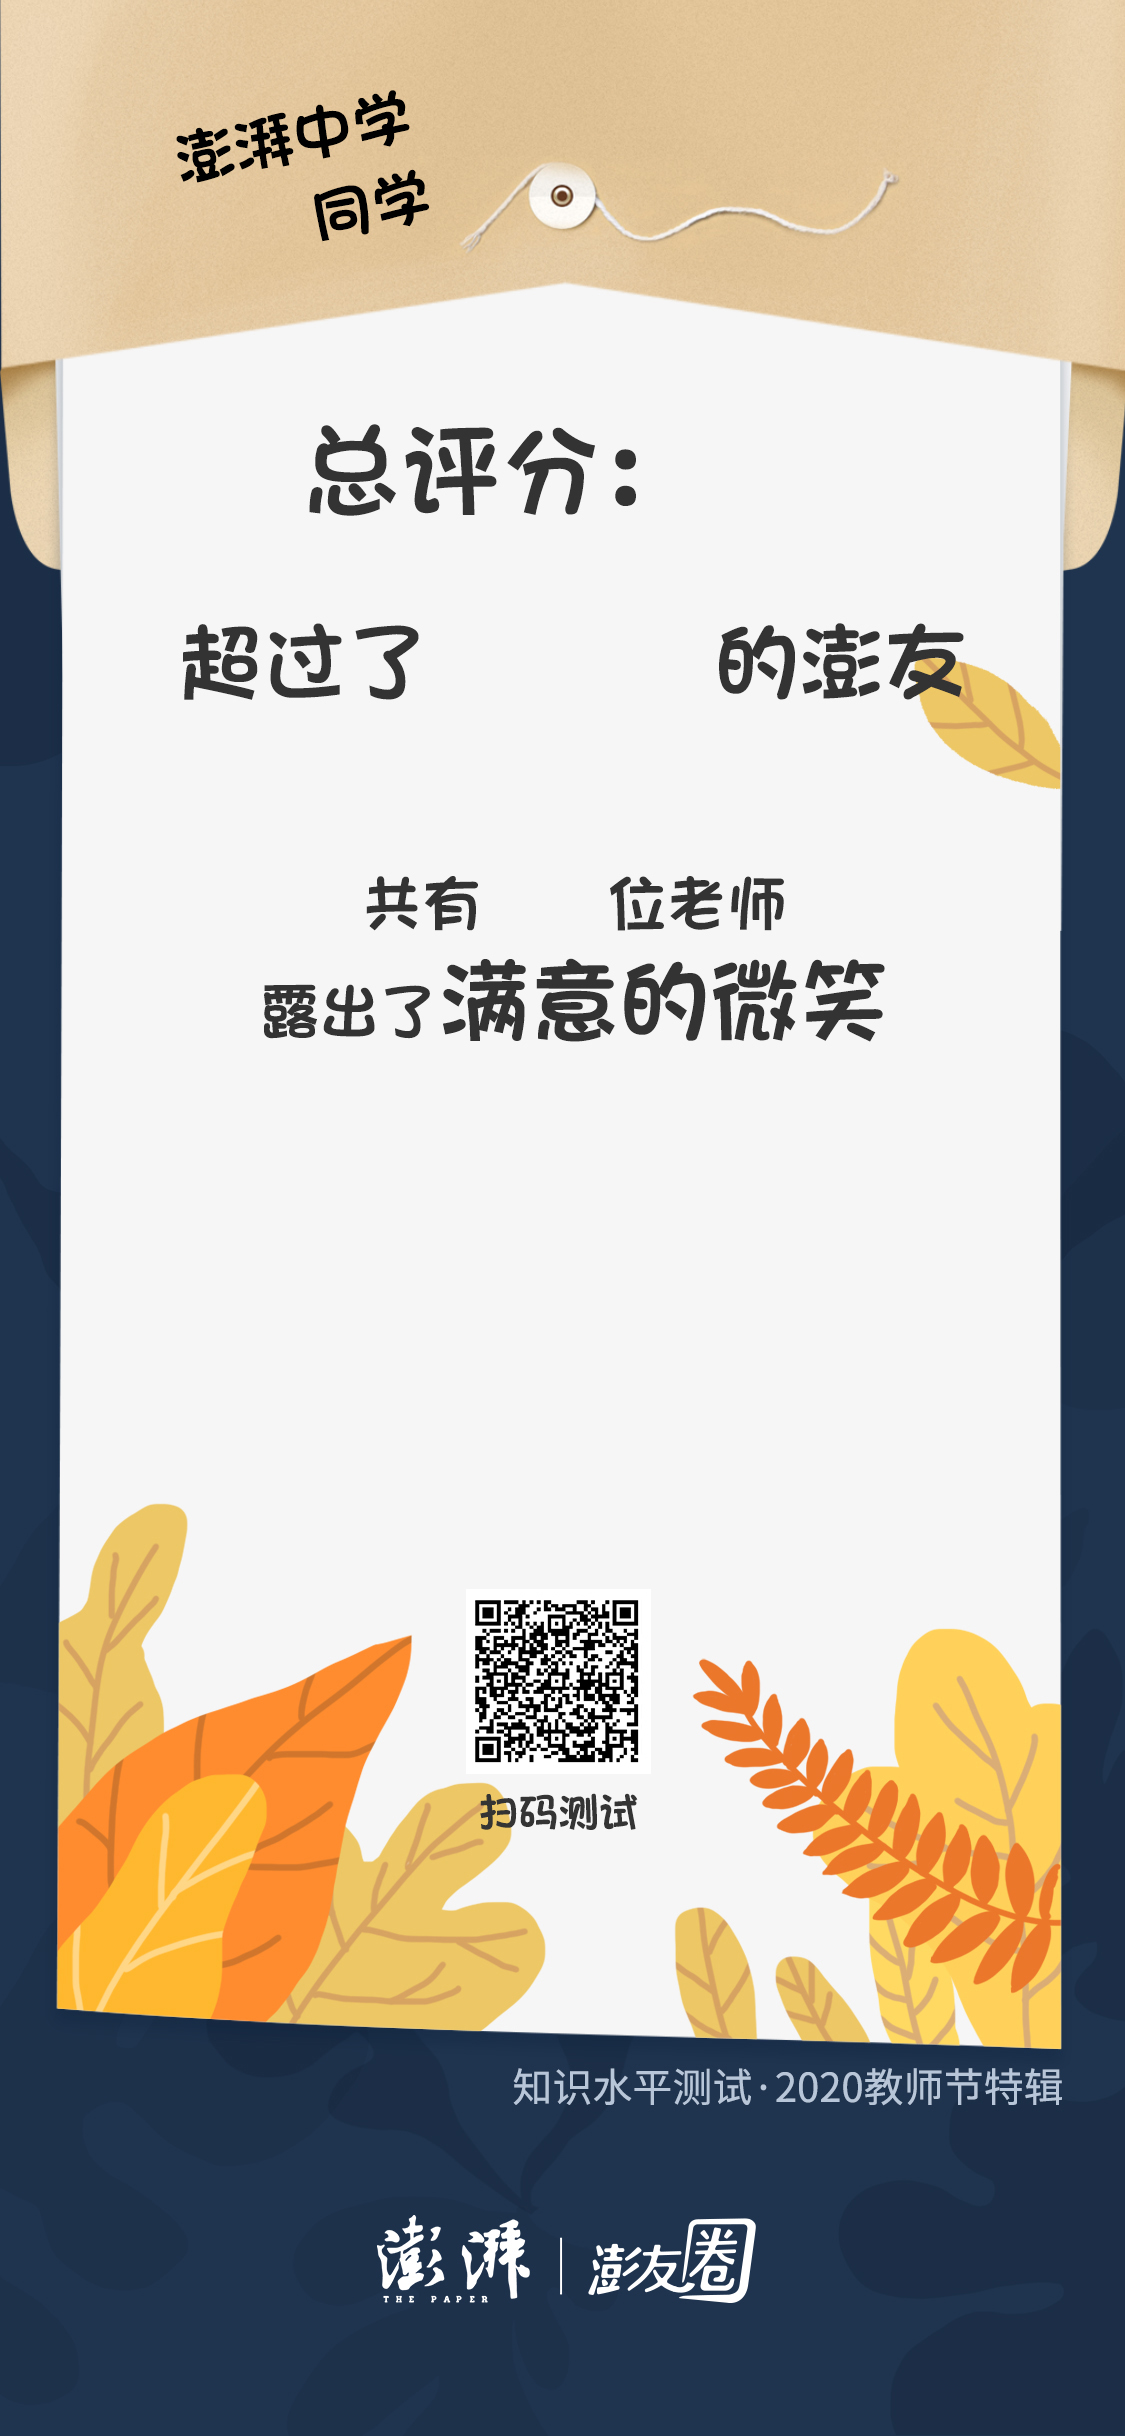 澎湃中学
同学
总评分：
超过了 的澎友
共有 位老师
露出了满意的微笑
扫码测试
知识水平测试·2020教师节特辑
澎湃 澎友圈
THE PAPER